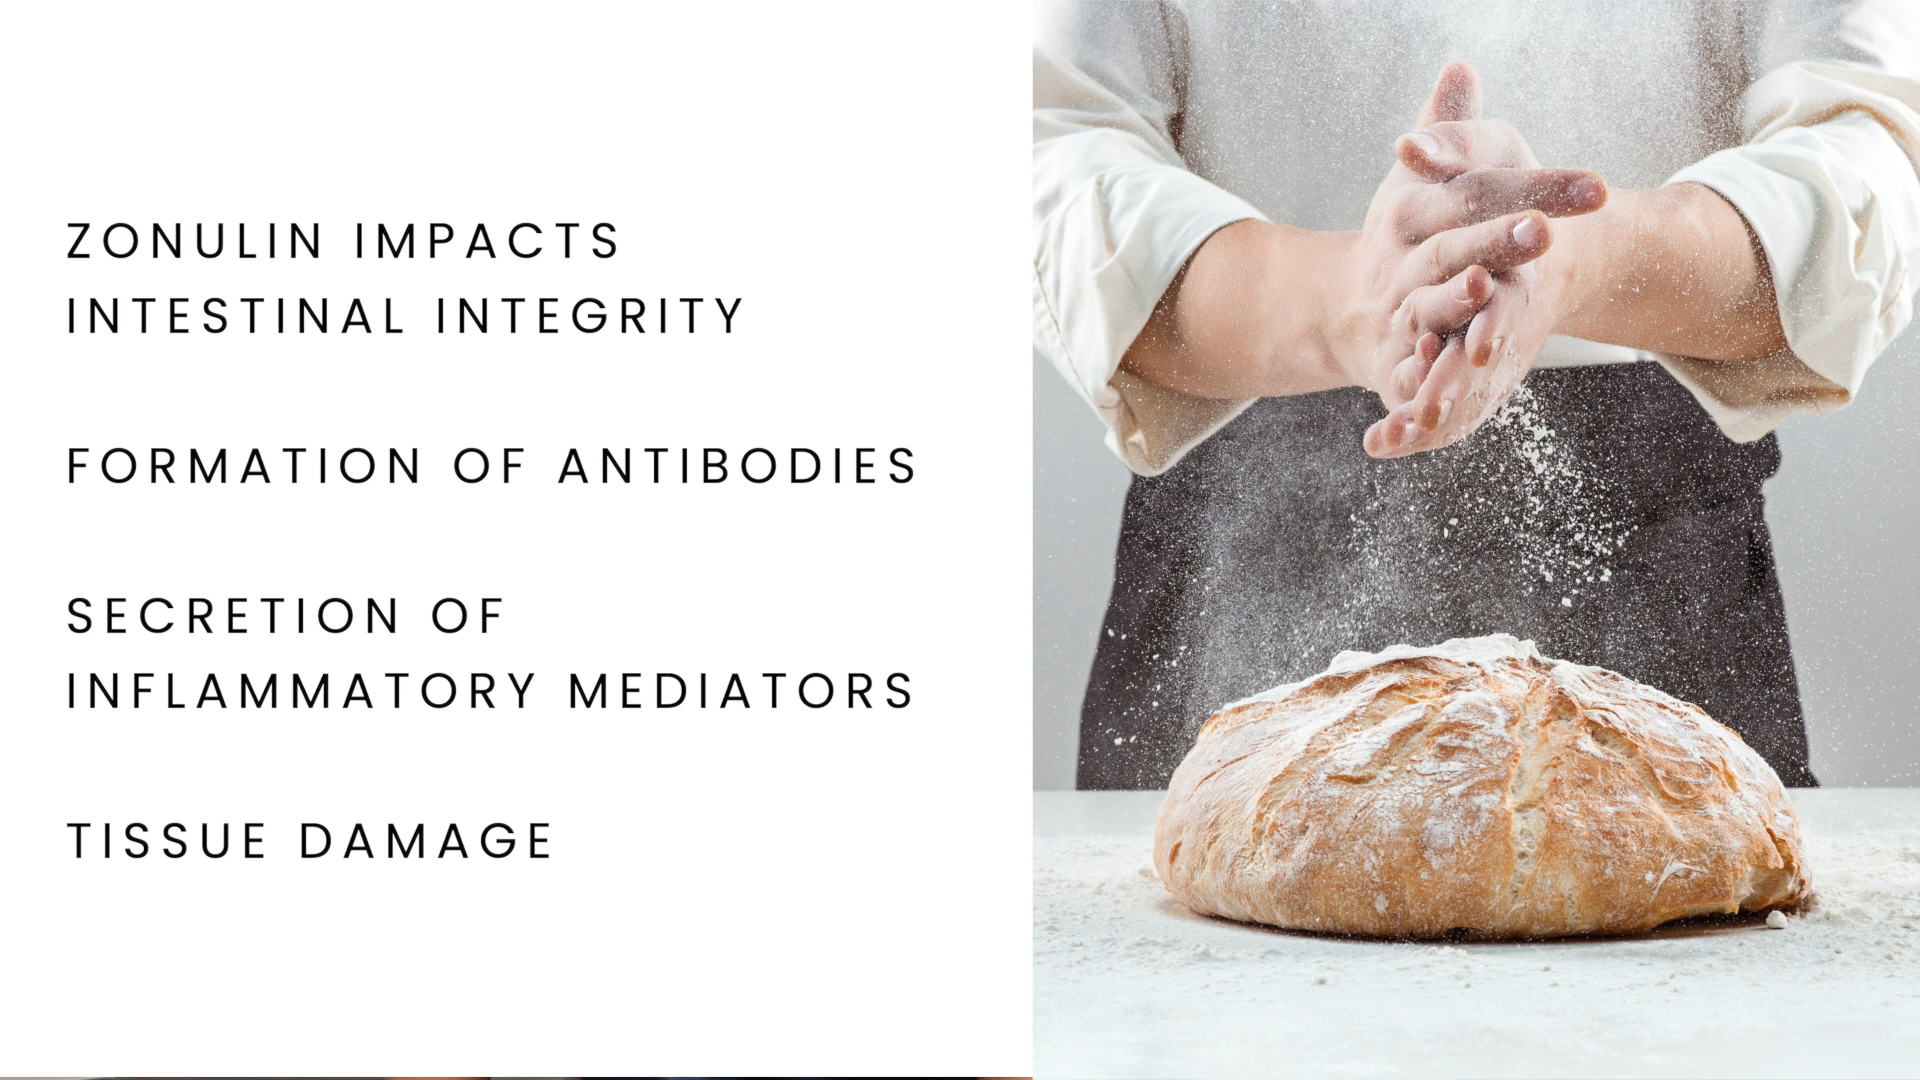 ZONULIN IMPACTS
INTESTINAL INTEGRITY
FORMATION OF ANTIBODIES
SECRETION OF
INFLAMMATORY MEDIATORS
TISSUE DAMAGE